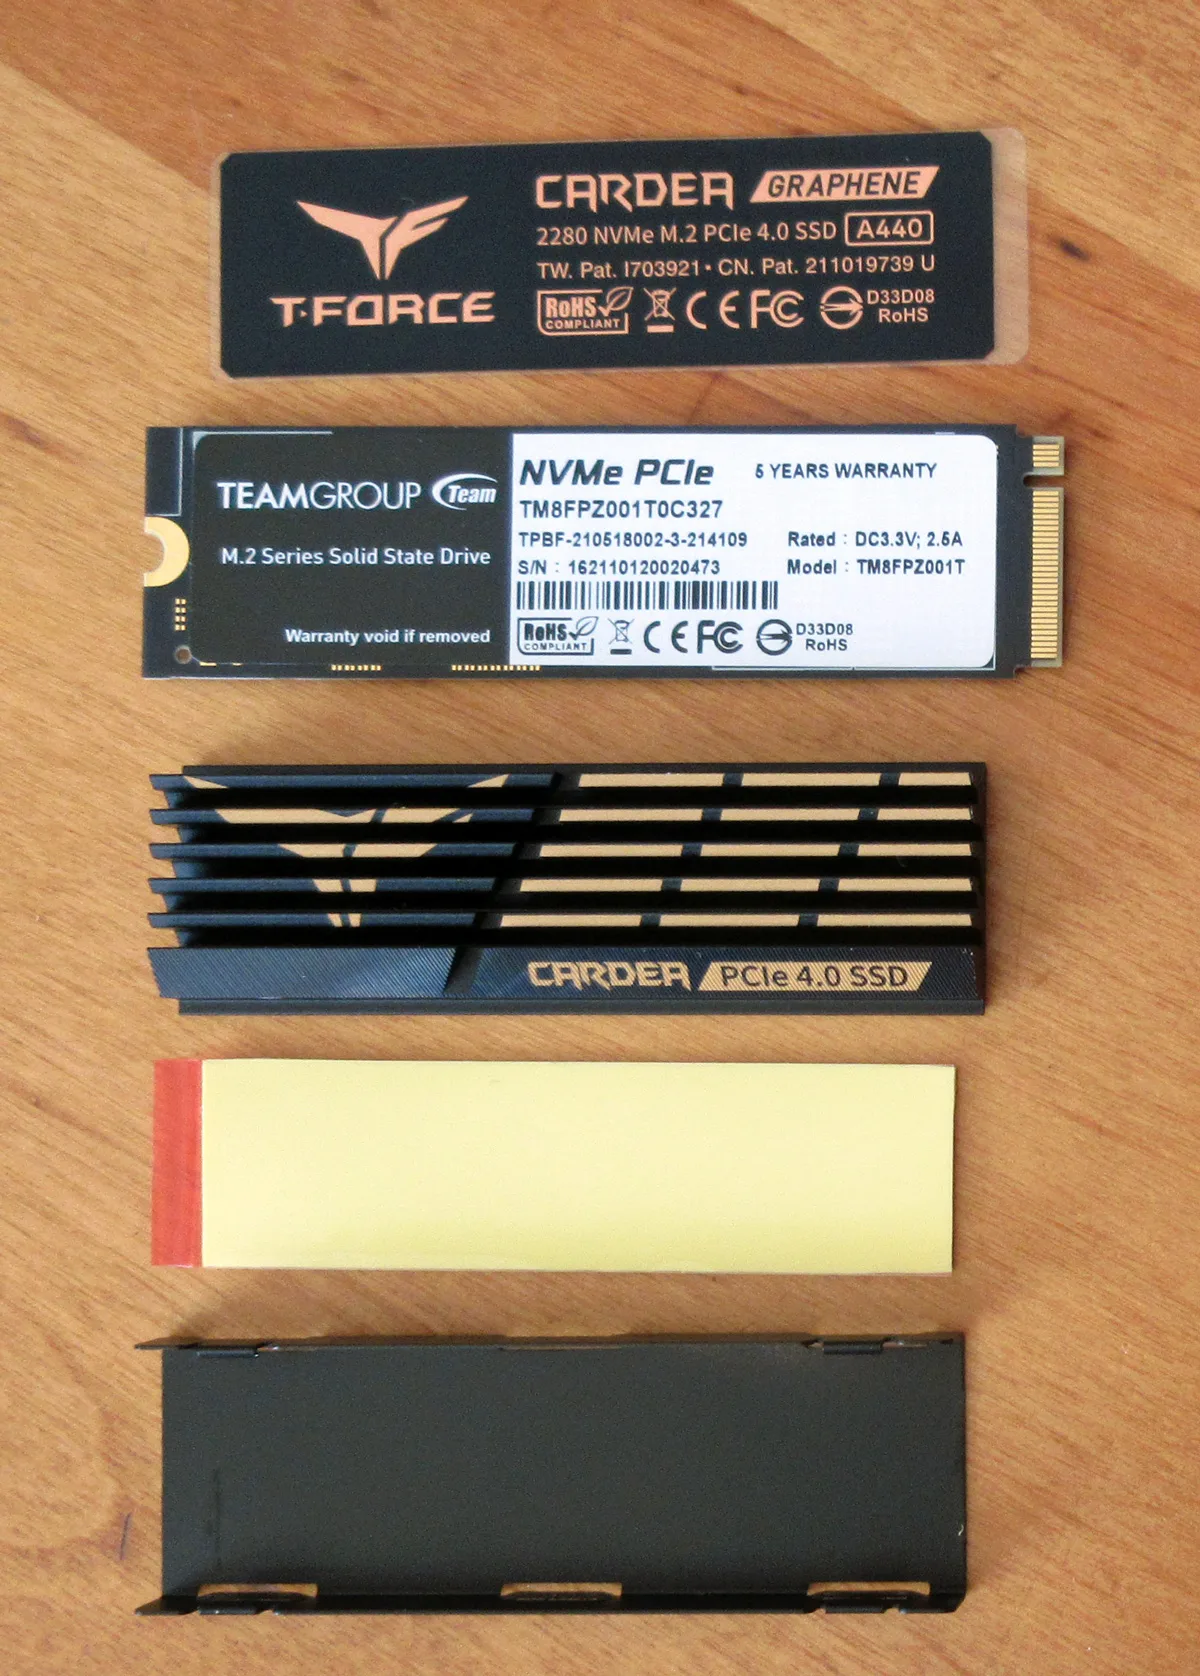 T-FORCE
CARDEA GRAPHENE
2280 NVMe M.2 PCIe 4.0 SSD A440
TW. Pat. I703921 • CN. Pat. 211019739 U
RoHS COMPLIANT CE FC D33D08 RoHS
TEAMGROUP Team
M.2 Series Solid State Drive
Warranty void if removed
NVMe PCIe 5 YEARS WARRANTY
TM8FPZ001T0C327
TPBF-210518002-3-214109 Rated : DC3.3V; 2.5A
S/N : 162110120020473 Model : TM8FPZ001T
RoHS COMPLIANT CE FC D33D08 RoHS
CARDEA PCIe 4.0 SSD